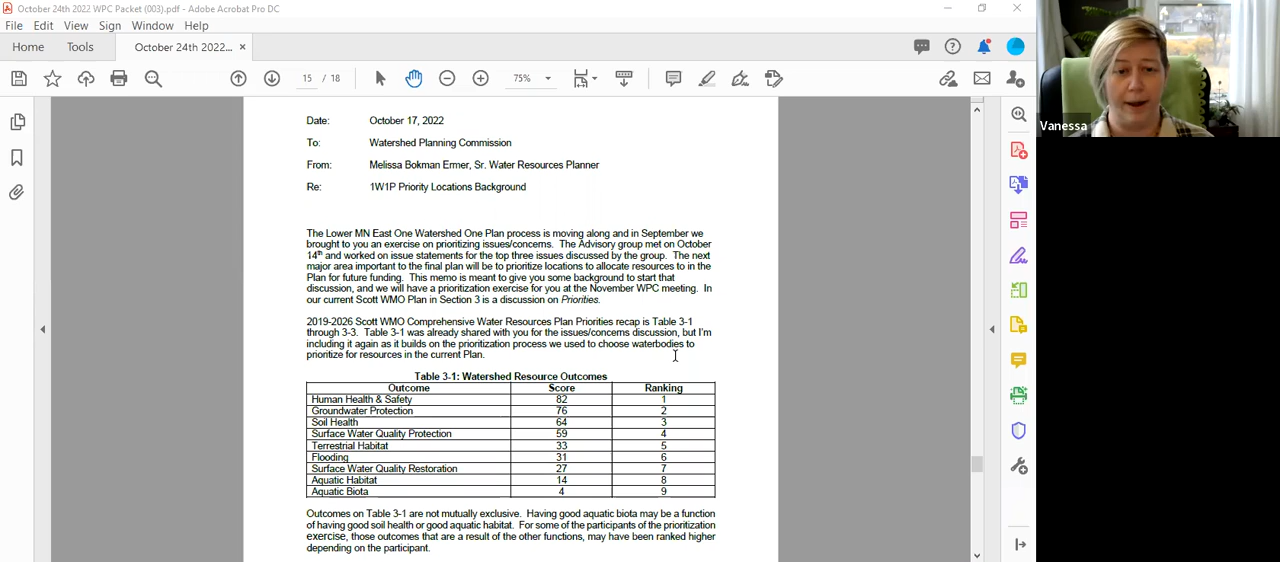 October 24th 2022 WPC Packet (003).pdf - Adobe Acrobat Pro DC
File Edit View Sign Window Help
Home Tools October 24th 2022... ×
15 / 18 75%
Vanessa
Date: October 17, 2022
To: Watershed Planning Commission
From: Melissa Bokman Ermer, Sr. Water Resources Planner
Re: 1W1P Priority Locations Background
The Lower MN East One Watershed One Plan process is moving along and in September we
brought to you an exercise on prioritizing issues/concerns. The Advisory group met on October
14th and worked on issue statements for the top three issues discussed by the group. The next
major area important to the final plan will be to prioritize locations to allocate resources to in the
Plan for future funding. This memo is meant to give you some background to start that
discussion, and we will have a prioritization exercise for you at the November WPC meeting. In
our current Scott WMO Plan in Section 3 is a discussion on Priorities.
2019-2026 Scott WMO Comprehensive Water Resources Plan Priorities recap is Table 3-1
through 3-3. Table 3-1 was already shared with you for the issues/concerns discussion, but I'm
including it again as it builds on the prioritization process we used to choose waterbodies to
prioritize for resources in the current Plan.
Table 3-1: Watershed Resource Outcomes
Outcome Score Ranking
Human Health & Safety 82 1
Groundwater Protection 76 2
Soil Health 64 3
Surface Water Quality Protection 59 4
Terrestrial Habitat 33 5
Flooding 31 6
Surface Water Quality Restoration 27 7
Aquatic Habitat 14 8
Aquatic Biota 4 9
Outcomes on Table 3-1 are not mutually exclusive. Having good aquatic biota may be a function
of having good soil health or good aquatic habitat. For some of the participants of the prioritization
exercise, those outcomes that are a result of the other functions, may have been ranked higher
depending on the participant.